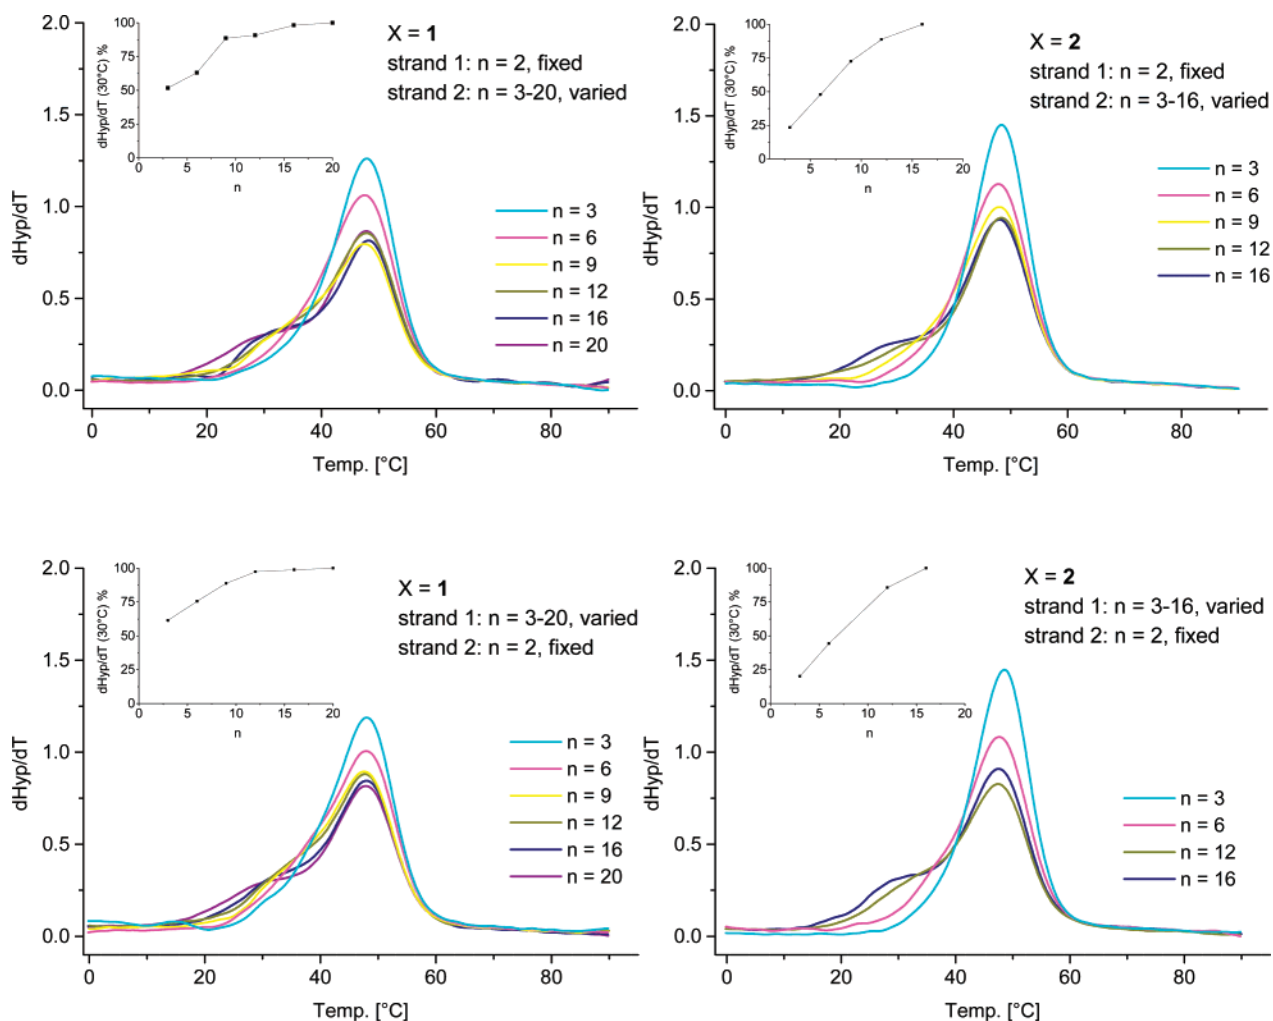 X = 1
strand 1: n = 2, fixed
strand 2: n = 3-20, varied
dHyp/dT (30°C) %
100
75
50
25
0
0 5 10 15 20
n
dHyp/dT
2.0
1.5
1.0
0.5
0.0
n = 3
n = 6
n = 9
n = 12
n = 16
n = 20
0 20 40 60 80
Temp. [°C]
X = 2
strand 1: n = 2, fixed
strand 2: n = 3-16, varied
dHyp/dT (30°C) %
100
75
50
25
0
0 5 10 15 20
n
dHyp/dT
2.0
1.5
1.0
0.5
0.0
n = 3
n = 6
n = 9
n = 12
n = 16
0 20 40 60 80
Temp. [°C]
X = 1
strand 1: n = 3-20, varied
strand 2: n = 2, fixed
dHyp/dT (30°C) %
100
75
50
25
0
0 5 10 15 20
n
dHyp/dT
2.0
1.5
1.0
0.5
0.0
n = 3
n = 6
n = 9
n = 12
n = 16
n = 20
0 20 40 60 80
Temp. [°C]
X = 2
strand 1: n = 3-16, varied
strand 2: n = 2, fixed
dHyp/dT (30°C) %
100
75
50
25
0
0 5 10 15 20
n
dHyp/dT
2.0
1.5
1.0
0.5
0.0
n = 3
n = 6
n = 12
n = 16
0 20 40 60 80
Temp. [°C]